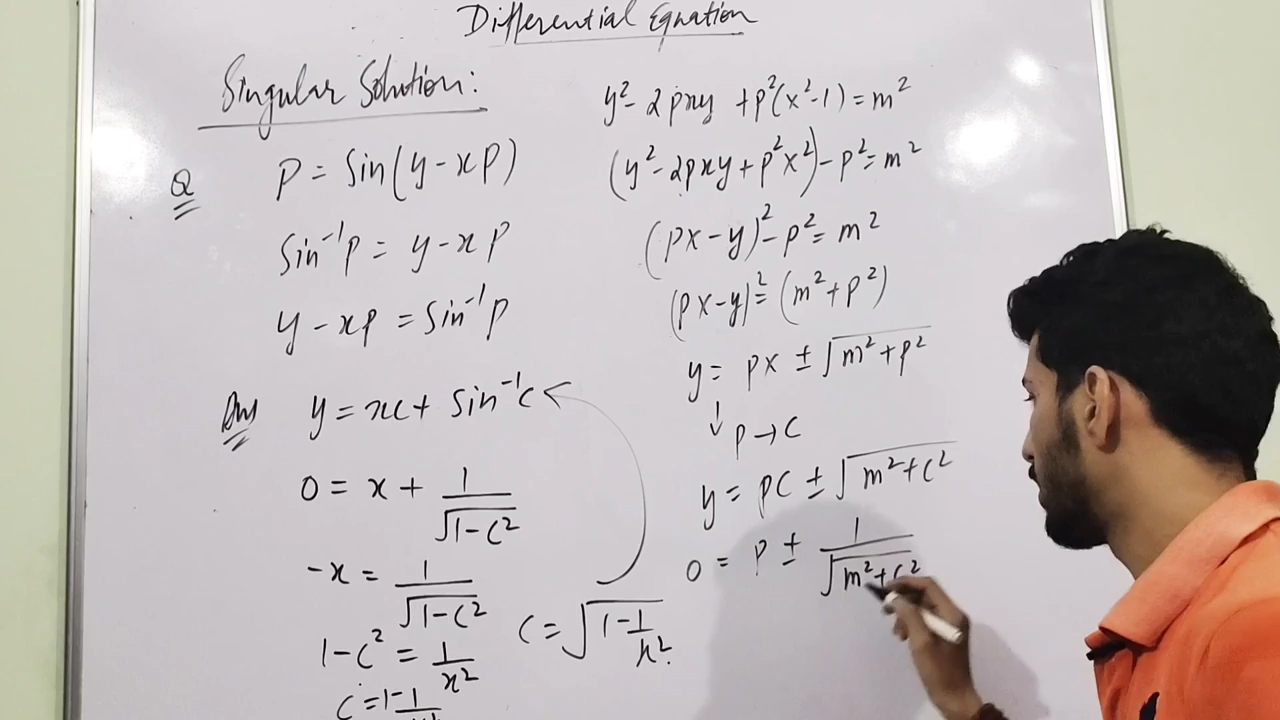 Differential Equation
Singular Solution:
Q
P = Sin(y-xP)
Sin⁻¹P = y-xP
y-xP = Sin⁻¹P
Ans y = xc + Sin⁻¹c
0 = x + 1/√(1-c²)
-x = 1/√(1-c²)
1-c² = 1/x²
c = 1-1/
c = √(1-1/x²)
y² - 2pxy + p²(x²-1) = m²
(y² - 2pxy + p²x²) - p² = m²
(px-y)² - p² = m²
(px-y)² = (m²+p²)
y = px ± √(m²+p²)
↓ p→c
y = pc ± √(m²+c²)
0 = p ± 1/√(m²+c²)